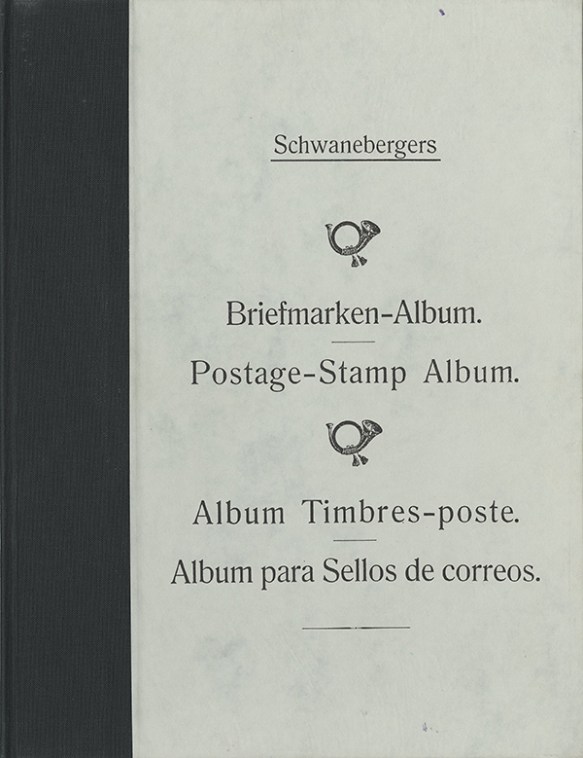 Schwanebergers
Briefmarken-Album.
Postage-Stamp Album.
Album Timbres-poste.
Album para Sellos de correos.